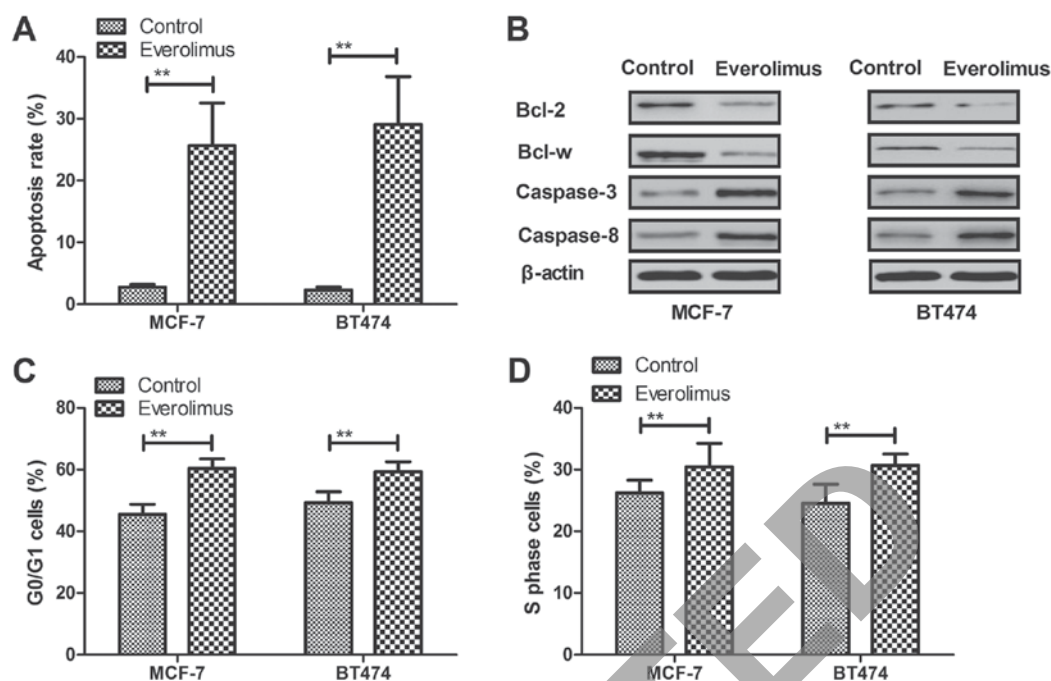 A
Control
Everolimus
Apoptosis rate (%)
40
30
20
10
0
**
**
MCF-7
BT474
B
Control Everolimus
Control Everolimus
Bcl-2
Bcl-w
Caspase-3
Caspase-8
β-actin
MCF-7
BT474
C
Control
Everolimus
G0/G1 cells (%)
80
60
40
20
0
**
**
MCF-7
BT474
D
Control
Everolimus
S phase cells (%)
40
30
20
10
0
**
**
MCF-7
BT474